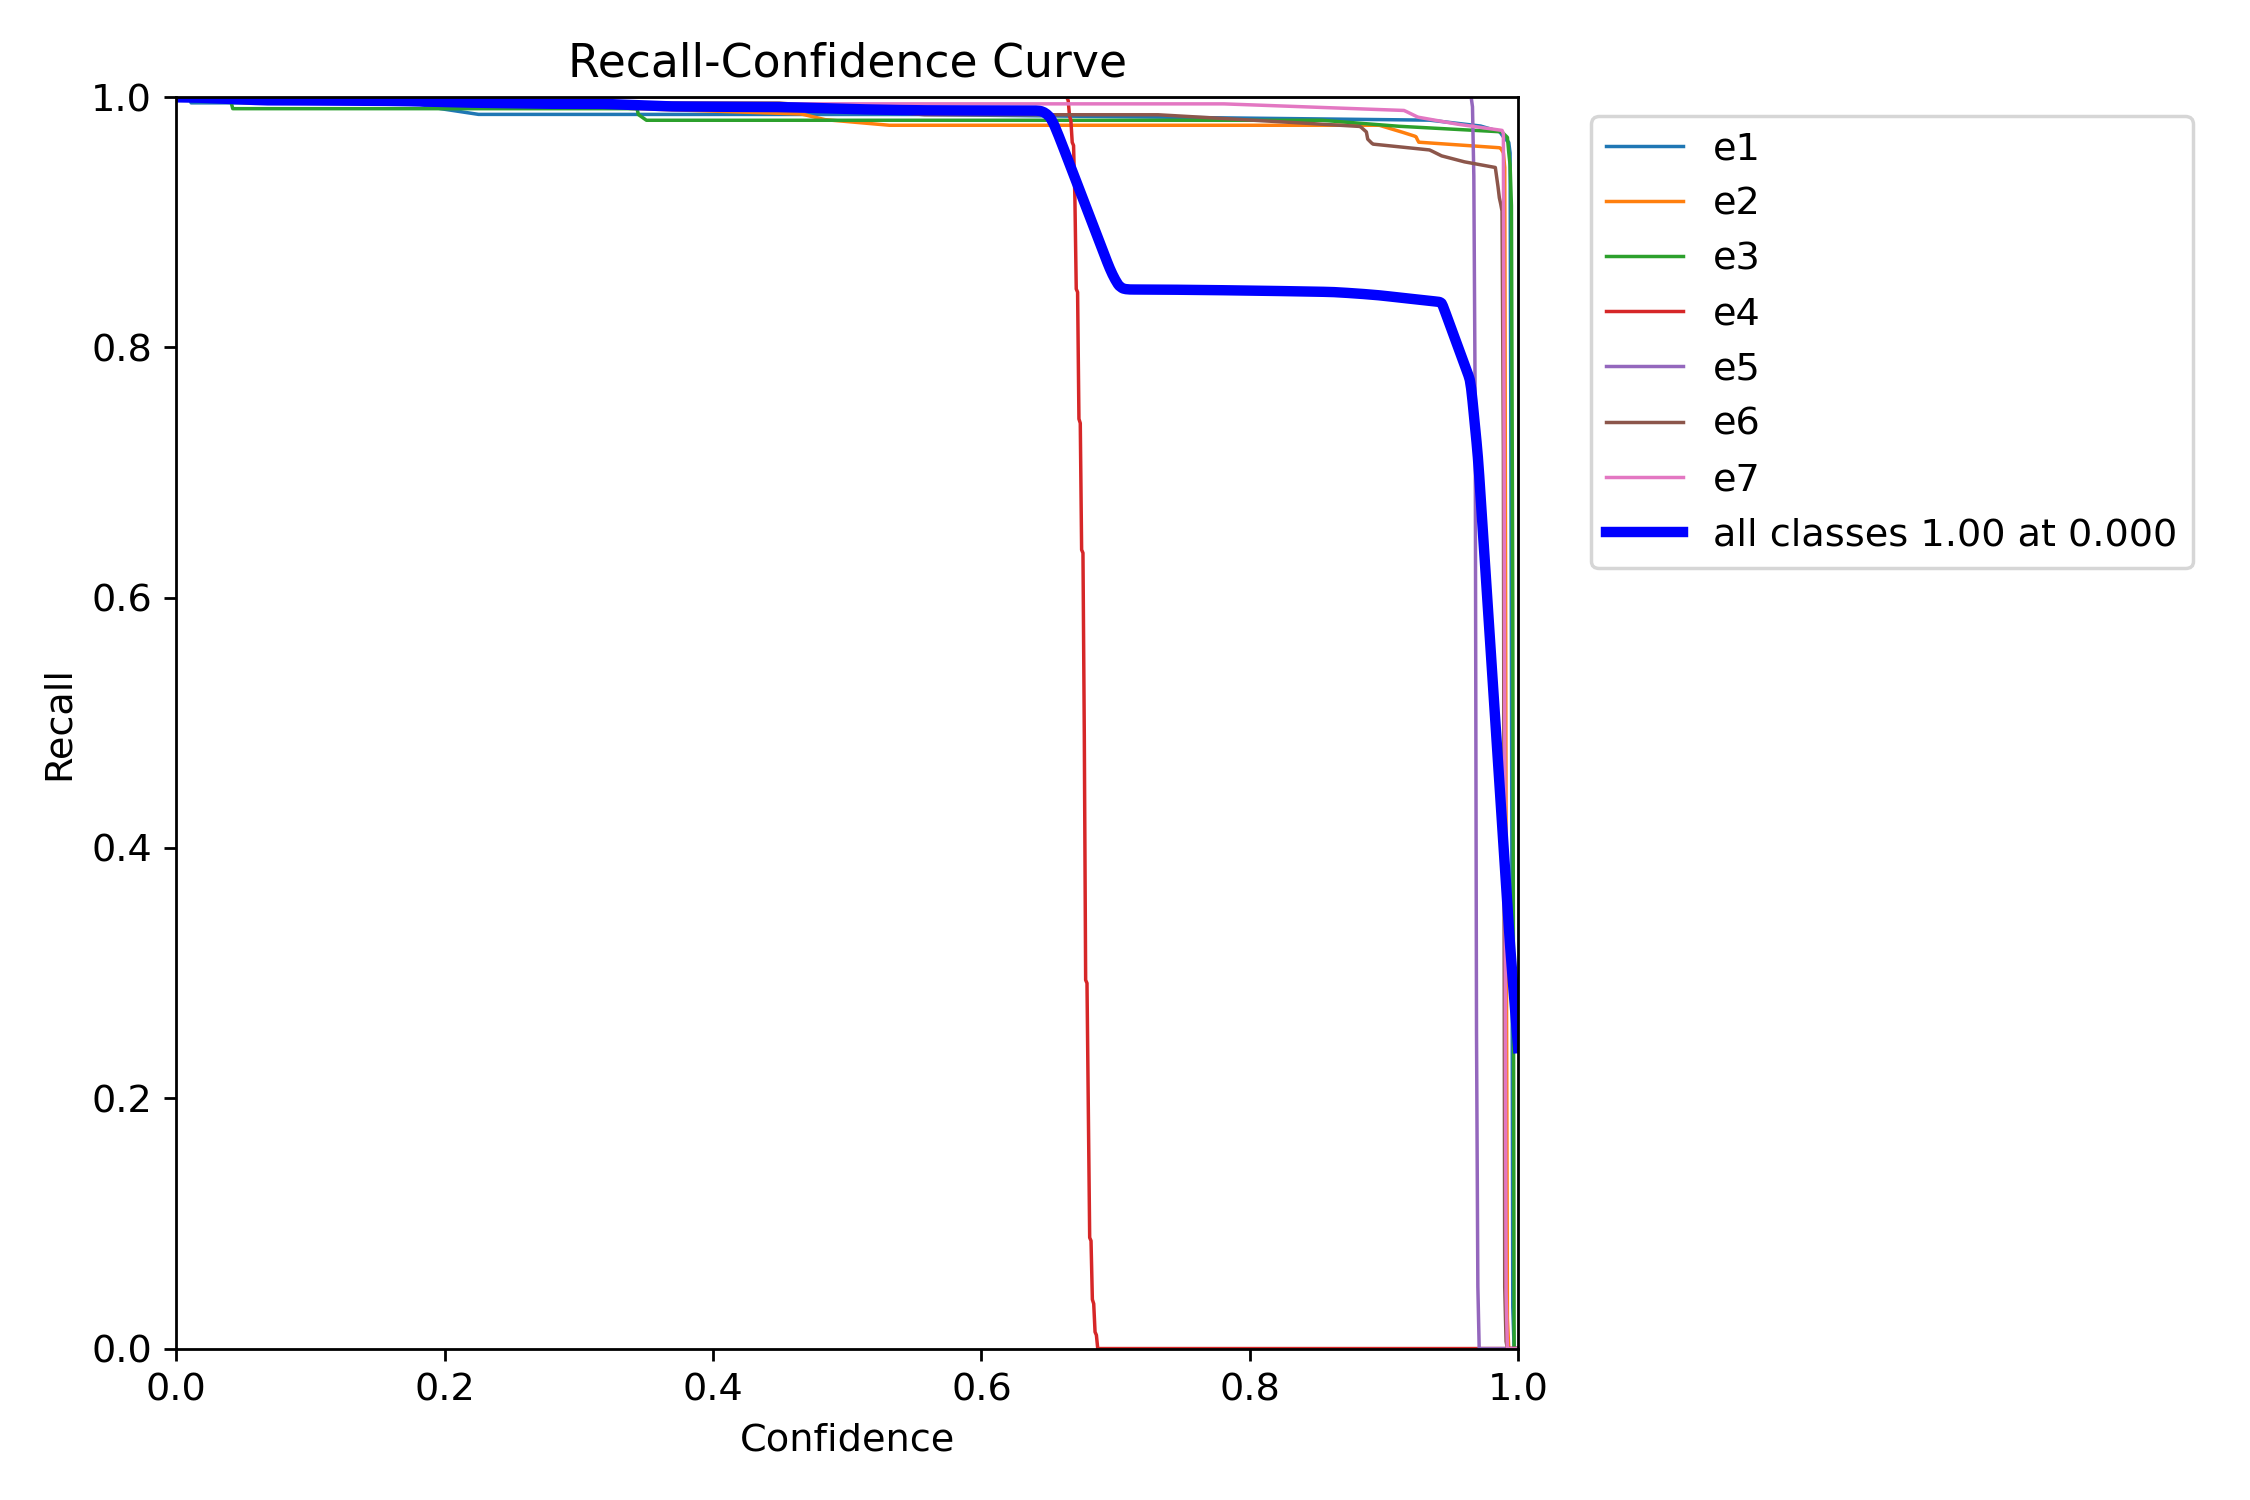 Recall-Confidence Curve
1.0
0.8
0.6
0.4
0.2
0.0
Recall
0.0 0.2 0.4 0.6 0.8 1.0
Confidence
e1
e2
e3
e4
e5
e6
e7
all classes 1.00 at 0.000